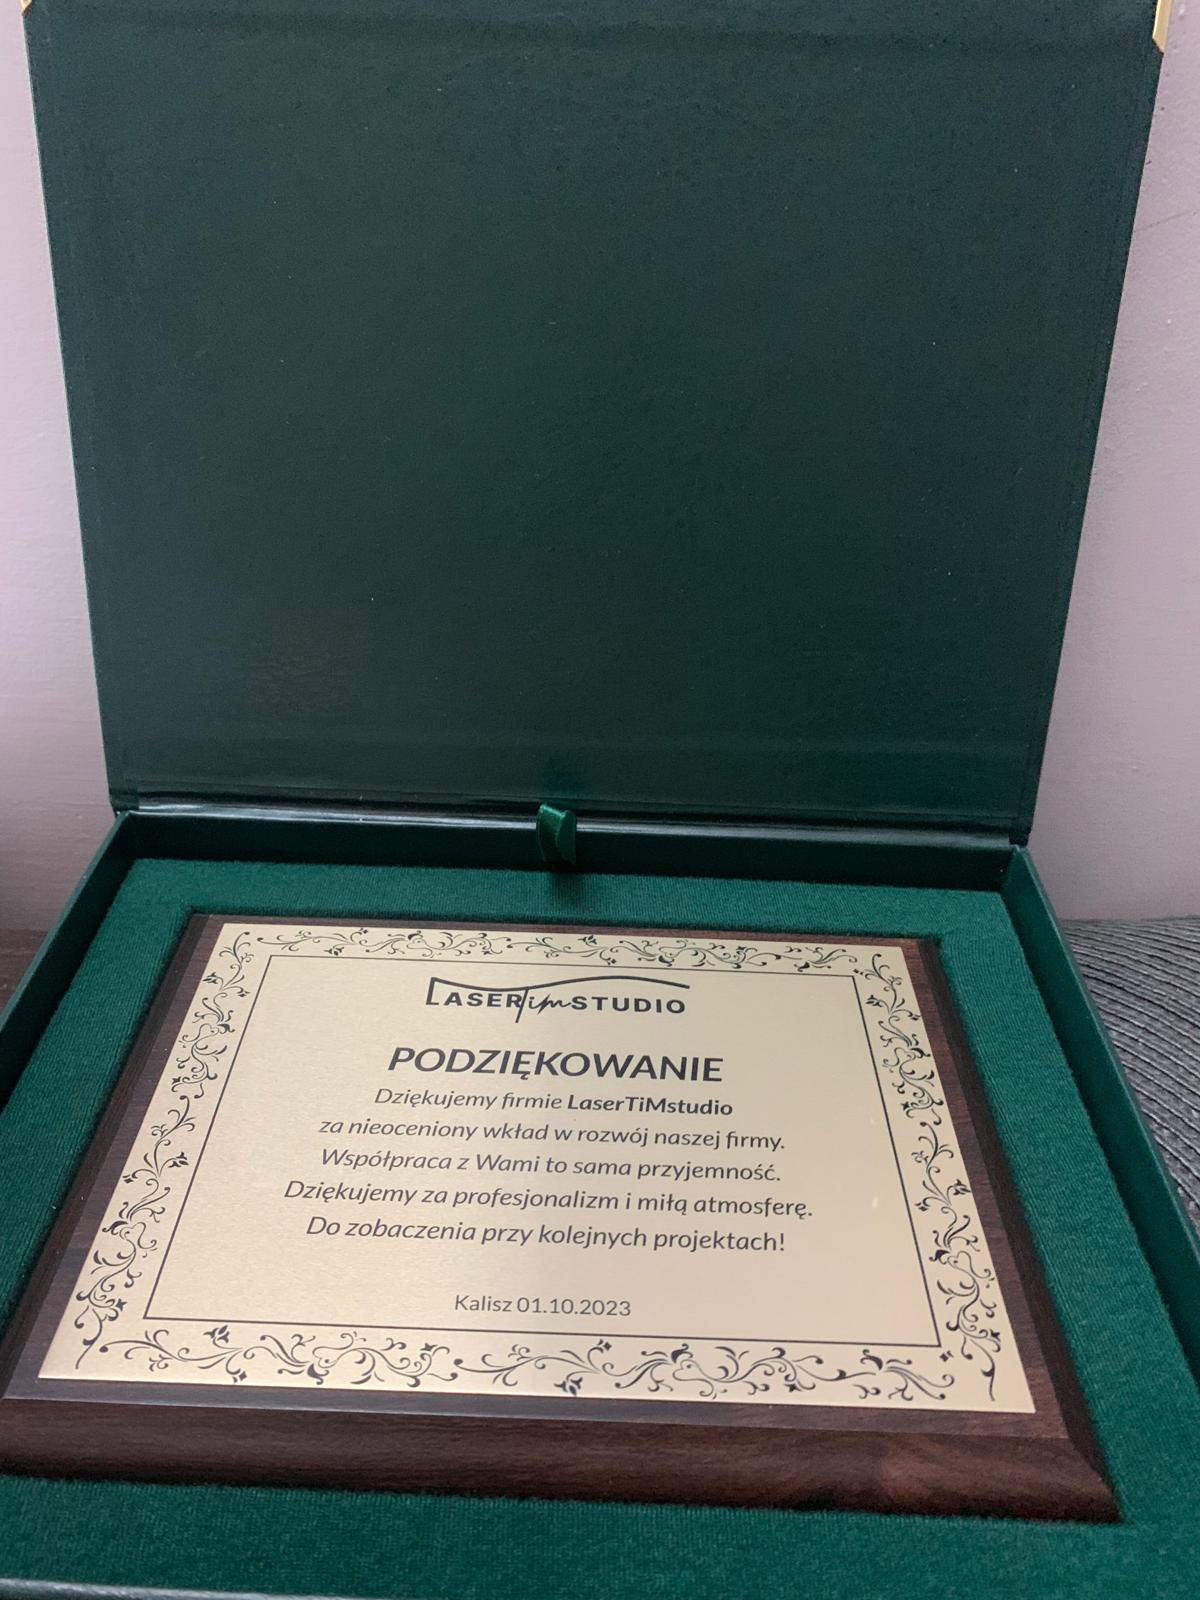 LASERTimSTUDIO
PODZIĘKOWANIE
Dziękujemy firmie LaserTiMstudio
za nieoceniony wkład w rozwój naszej firmy.
Współpraca z Wami to sama przyjemność.
Dziękujemy za profesjonalizm i miłą atmosferę.
Do zobaczenia przy kolejnych projektach!
Kalisz 01.10.2023